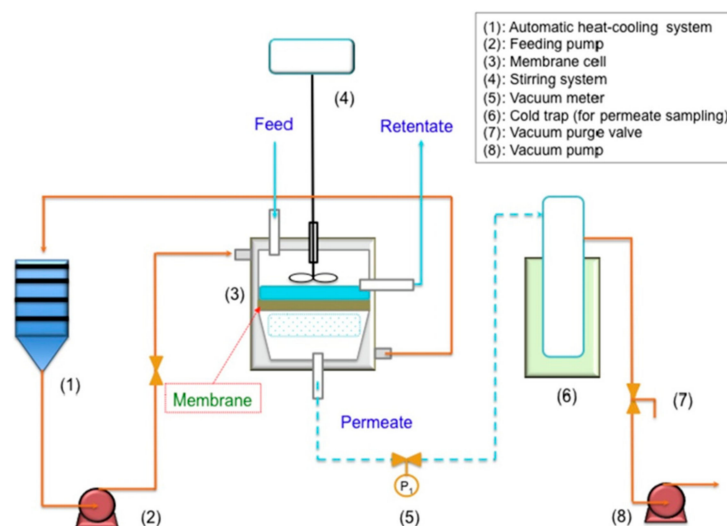 (1): Automatic heat-cooling system
(2): Feeding pump
(3): Membrane cell
(4): Stirring system
(5): Vacuum meter
(6): Cold trap (for permeate sampling)
(7): Vacuum purge valve
(8): Vacuum pump
(4)
Feed
Retentate
(3)
(1)
Membrane
(6)
(7)
Permeate
P1
(2)
(5)
(8)